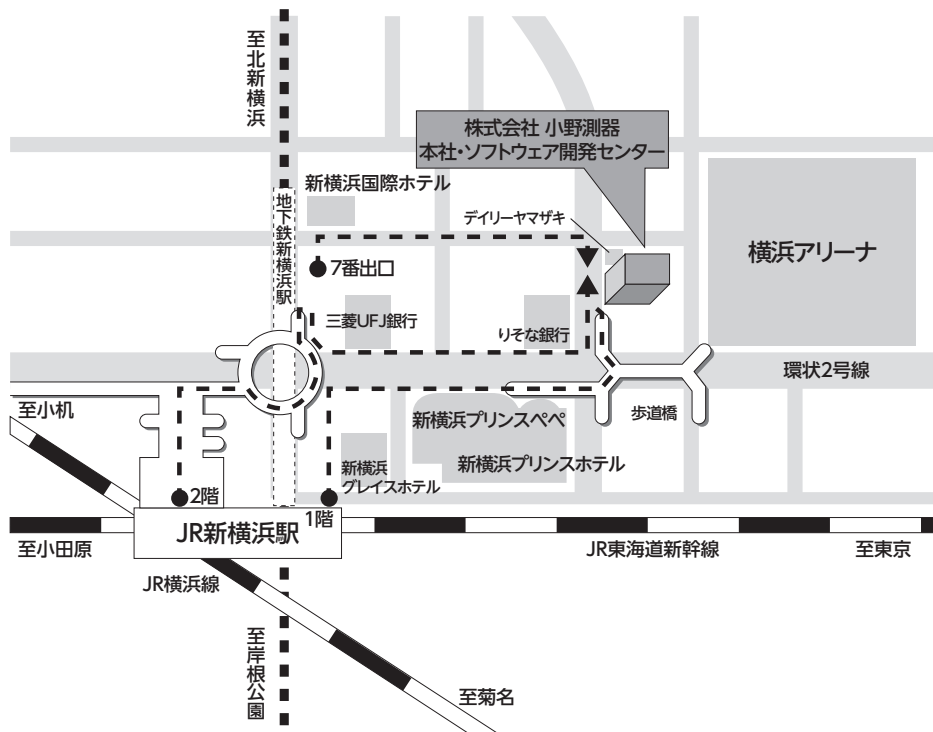 至北新横浜
株式会社 小野測器
本社・ソフトウェア開発センター
新横浜国際ホテル
地下鉄新横浜駅
デイリーヤマザキ
横浜アリーナ
7番出口
三菱UFJ銀行
りそな銀行
環状2号線
至小机
歩道橋
新横浜プリンスペペ
新横浜プリンスホテル
新横浜
グレイスホテル
2階
1階
JR新横浜駅
至小田原
JR東海道新幹線
至東京
JR横浜線
至岸根公園
至菊名